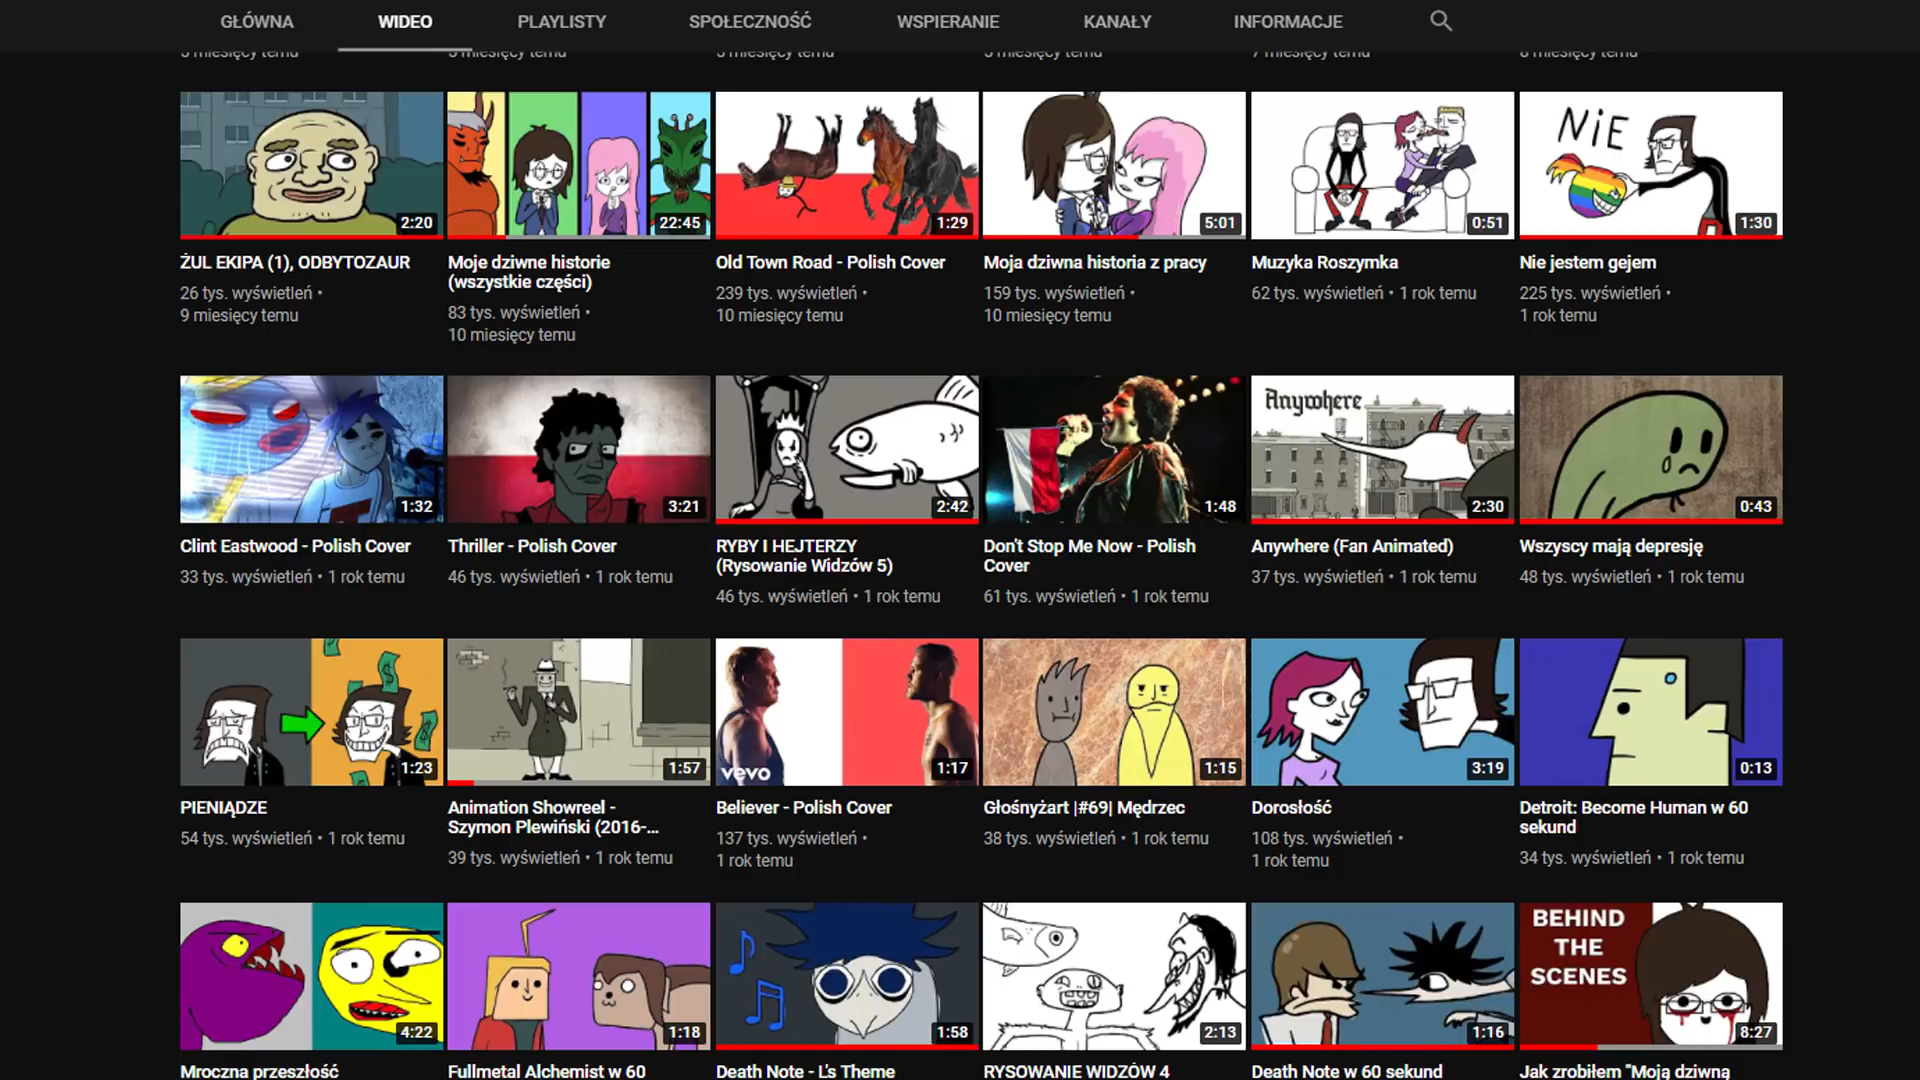 GŁÓWNA
WIDEO
PLAYLISTY
SPOŁECZNOŚĆ
WSPIERANIE
KANAŁY
INFORMACJE
5 miesięcy temu
7 miesięcy temu
8 miesięcy temu
2:20
22:45
1:29
5:01
0:51
NiE
1:30
ŻUL EKIPA (1), ODBYTOZAUR
26 tys. wyświetleń •
9 miesięcy temu
Moje dziwne historie
(wszystkie części)
83 tys. wyświetleń •
10 miesięcy temu
Old Town Road - Polish Cover
239 tys. wyświetleń •
10 miesięcy temu
Moja dziwna historia z pracy
159 tys. wyświetleń •
10 miesięcy temu
Muzyka Roszymka
62 tys. wyświetleń • 1 rok temu
Nie jestem gejem
225 tys. wyświetleń •
1 rok temu
1:32
3:21
2:42
1:48
Anywhere
2:30
0:43
Clint Eastwood - Polish Cover
33 tys. wyświetleń • 1 rok temu
Thriller - Polish Cover
46 tys. wyświetleń • 1 rok temu
RYBY I HEJTERZY
(Rysowanie Widzów 5)
46 tys. wyświetleń • 1 rok temu
Don't Stop Me Now - Polish
Cover
61 tys. wyświetleń • 1 rok temu
Anywhere (Fan Animated)
37 tys. wyświetleń • 1 rok temu
Wszyscy mają depresję
48 tys. wyświetleń • 1 rok temu
1:23
1:57
vevo
1:17
1:15
3:19
0:13
PIENIĄDZE
54 tys. wyświetleń • 1 rok temu
Animation Showreel -
Szymon Plewiński (2016-...
39 tys. wyświetleń • 1 rok temu
Believer - Polish Cover
137 tys. wyświetleń •
1 rok temu
Głośnyżart |#69| Mędrzec
38 tys. wyświetleń • 1 rok temu
Dorosłość
108 tys. wyświetleń •
1 rok temu
Detroit: Become Human w 60
sekund
34 tys. wyświetleń • 1 rok temu
4:22
1:18
1:58
2:13
1:16
BEHIND
THE
SCENES
8:27
Mroczna przeszłość
Fullmetal Alchemist w 60
Death Note - L's Theme
RYSOWANIE WIDZÓW 4
Death Note w 60 sekund
Jak zrobiłem "Moją dziwną